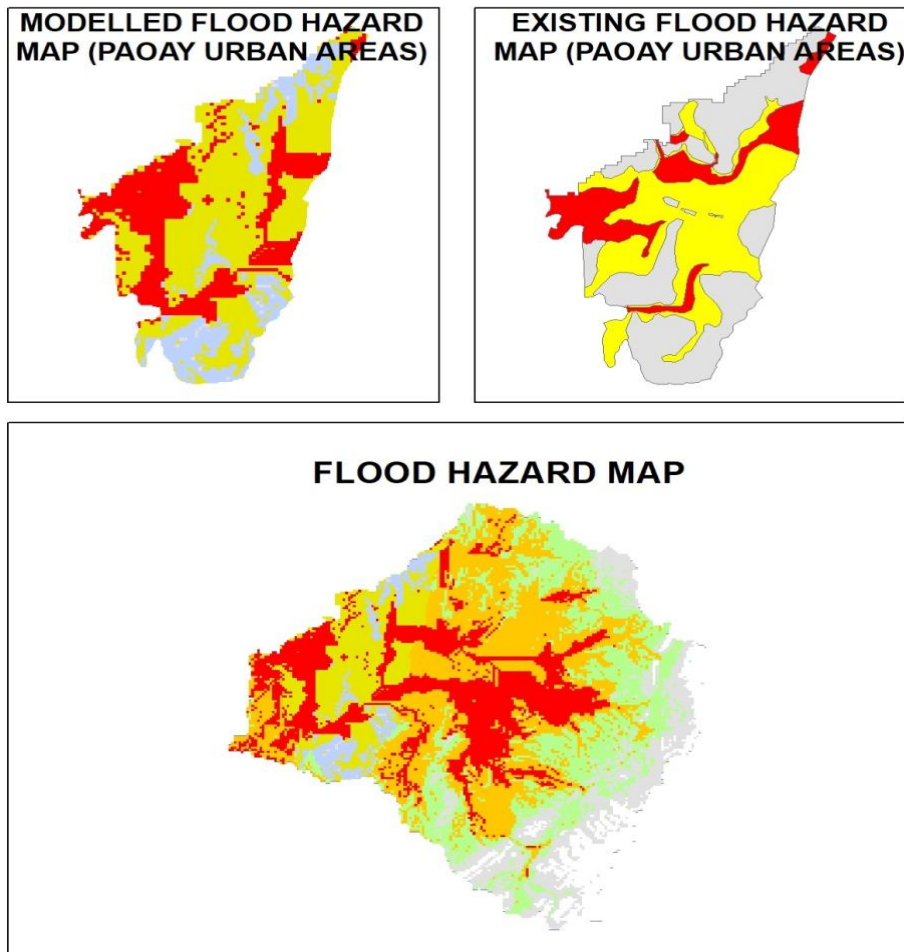 MODELLED FLOOD HAZARD
MAP (PAOAY URBAN AREAS)
EXISTING FLOOD HAZARD
MAP (PAOAY URBAN AREAS)
FLOOD HAZARD MAP